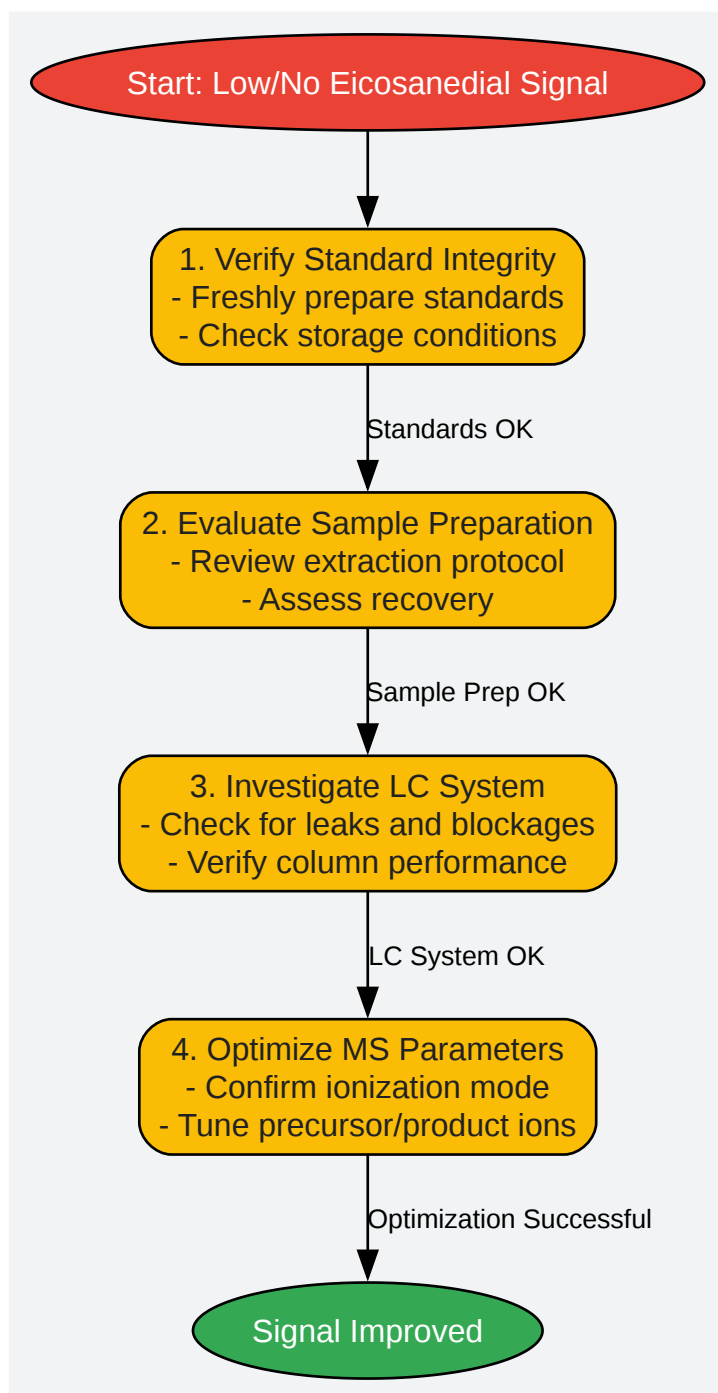 Start: Low/No Eicosanedial Signal
1. Verify Standard Integrity
- Freshly prepare standards
- Check storage conditions
Standards OK
2. Evaluate Sample Preparation
- Review extraction protocol
- Assess recovery
Sample Prep OK
3. Investigate LC System
- Check for leaks and blockages
- Verify column performance
LC System OK
4. Optimize MS Parameters
- Confirm ionization mode
- Tune precursor/product ions
Optimization Successful
Signal Improved